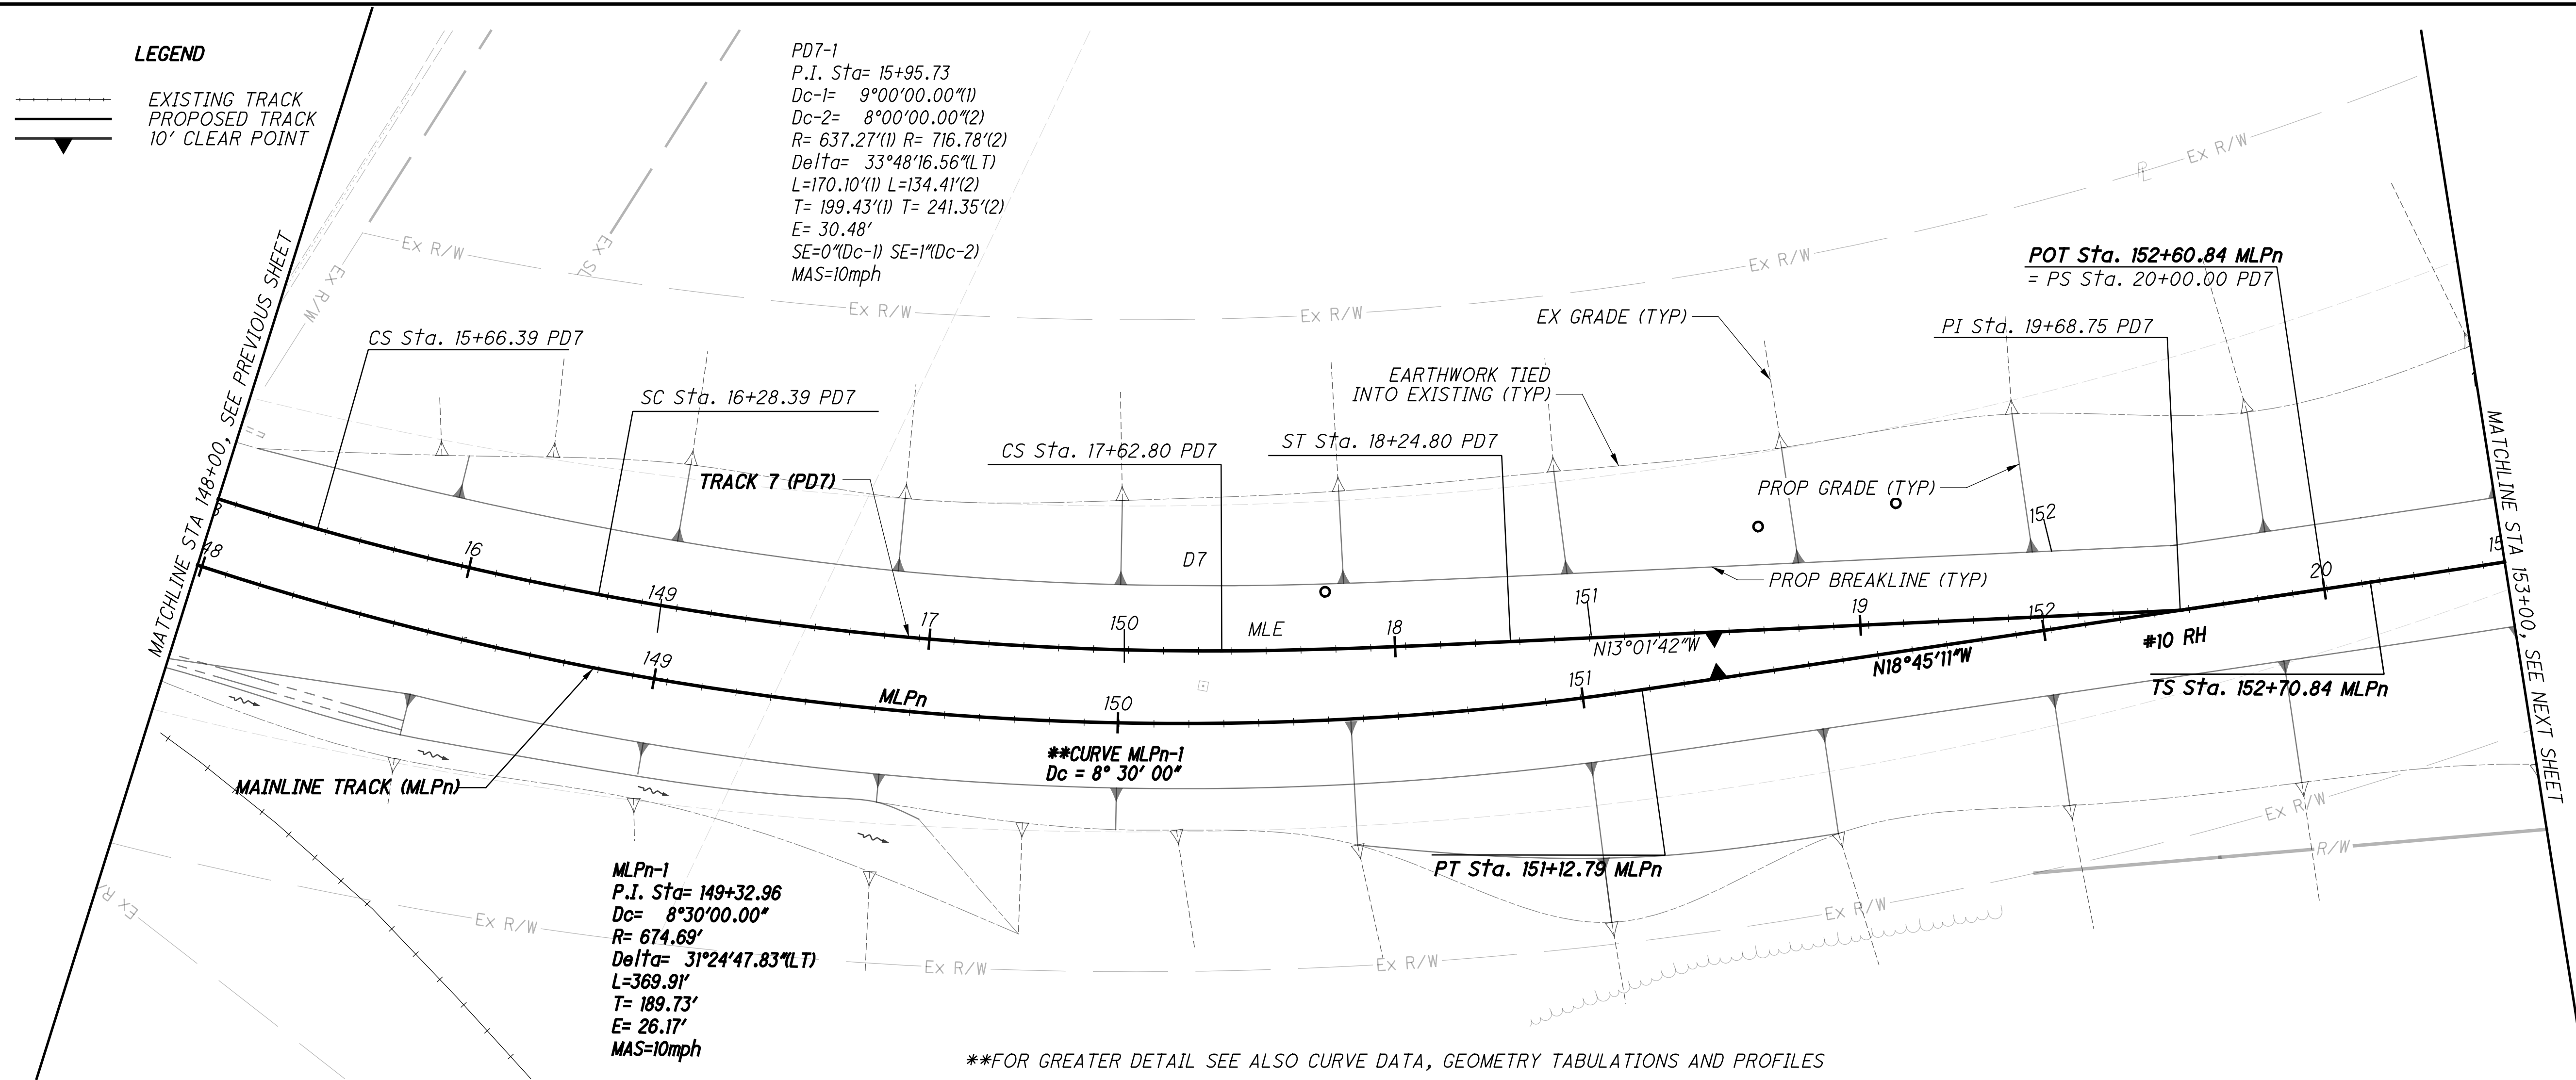 LEGEND
EXISTING TRACK
PROPOSED TRACK
10' CLEAR POINT
PD7-1
P.I. Sta= 15+95.73
Dc-1= 9°00'00.00"(1)
Dc-2= 8°00'00.00"(2)
R= 637.27'(1) R= 716.78'(2)
Delta= 33°48'16.56"(LT)
L=170.10'(1) L=134.41'(2)
T= 199.43'(1) T= 241.35'(2)
E= 30.48'
SE=0"(Dc-1) SE=1"(Dc-2)
MAS=10mph
MATCHLINE STA 148+00, SEE PREVIOUS SHEET
Ex R/W
Ex R/W
Ex SL
Ex R/W
Ex R/W
Ex R/W
Ex R/W
PL
POT Sta. 152+60.84 MLPn
= PS Sta. 20+00.00 PD7
EX GRADE (TYP)
PI Sta. 19+68.75 PD7
CS Sta. 15+66.39 PD7
EARTHWORK TIED
INTO EXISTING (TYP)
SC Sta. 16+28.39 PD7
CS Sta. 17+62.80 PD7
ST Sta. 18+24.80 PD7
TRACK 7 (PD7)
PROP GRADE (TYP)
152
PROP BREAKLINE (TYP)
D7
MLE
48
16
149
17
150
18
151
19
152
20
15
N13°01'42"W
N18°45'11"W
#10 RH
149
MLPn
150
151
TS Sta. 152+70.84 MLPn
MATCHLINE STA 153+00, SEE NEXT SHEET
**CURVE MLPn-1
Dc = 8° 30' 00"
MAINLINE TRACK (MLPn)
PT Sta. 151+12.79 MLPn
Ex R/W
R/W
Ex R/W
Ex R/W
Ex R/W
Ex R/W
Ex R/
MLPn-1
P.I. Sta= 149+32.96
Dc= 8°30'00.00"
R= 674.69'
Delta= 31°24'47.83"(LT)
L=369.91'
T= 189.73'
E= 26.17'
MAS=10mph
**FOR GREATER DETAIL SEE ALSO CURVE DATA, GEOMETRY TABULATIONS AND PROFILES